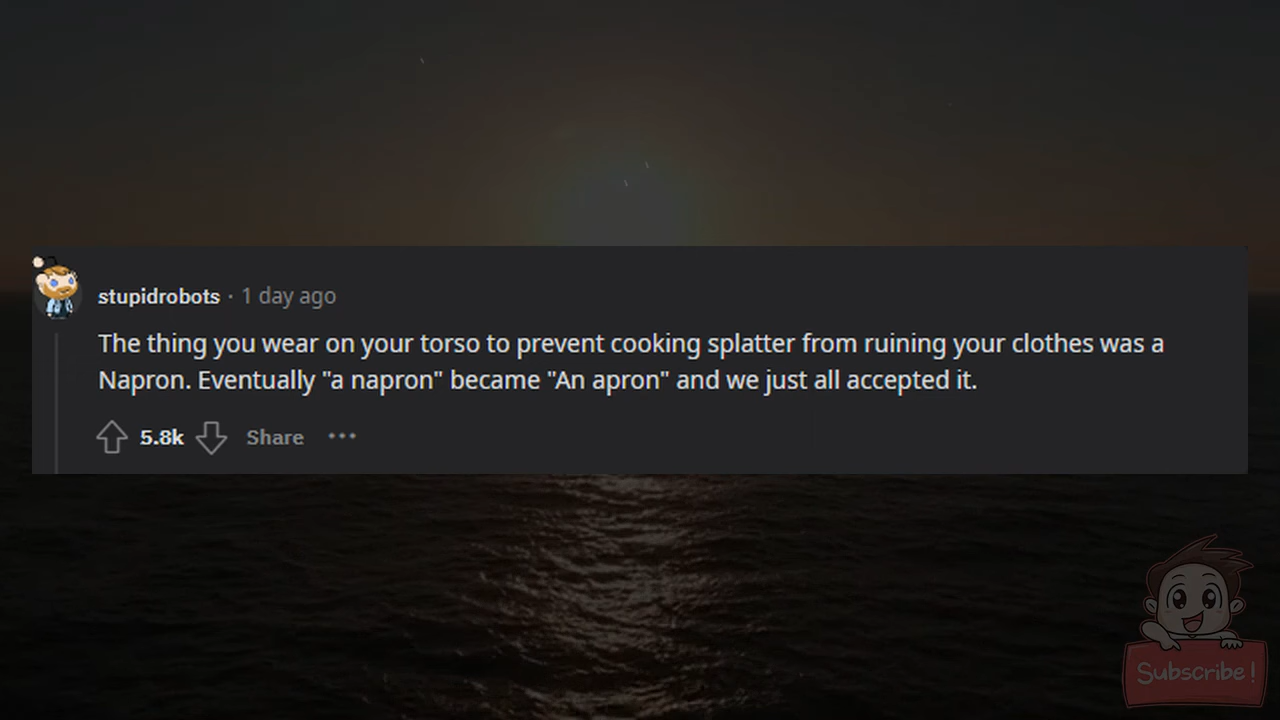 stupidrobots · 1 day ago
The thing you wear on your torso to prevent cooking splatter from ruining your clothes was a
Napron. Eventually "a napron" became "An apron" and we just all accepted it.
5.8k Share ···
Subscribe!